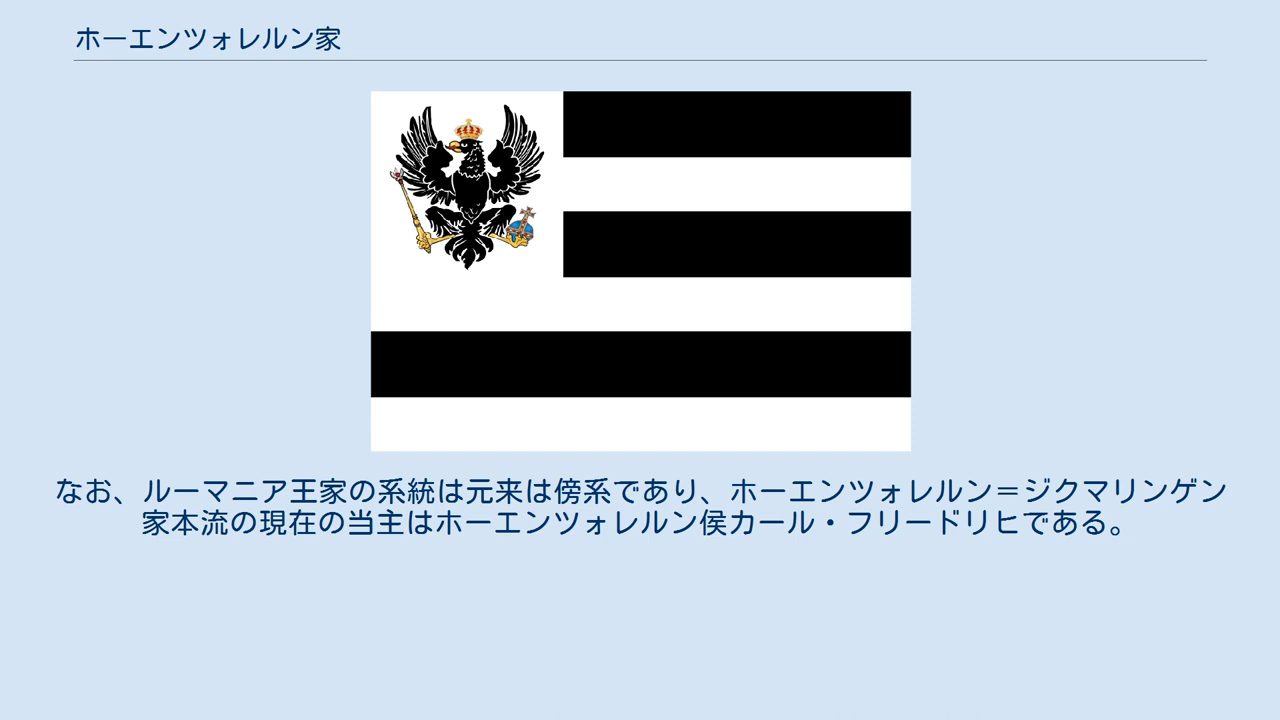 ホーエンツォレルン家
なお、ルーマニア王家の系統は元来は傍系であり、ホーエンツォレルン＝ジクマリンゲン
家本流の現在の当主はホーエンツォレルン侯カール・フリードリヒである。